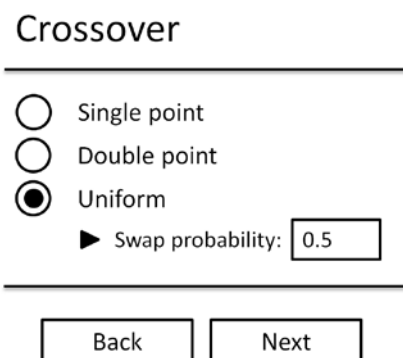 Crossover
Single point
Double point
Uniform
Swap probability: 0.5
Back Next